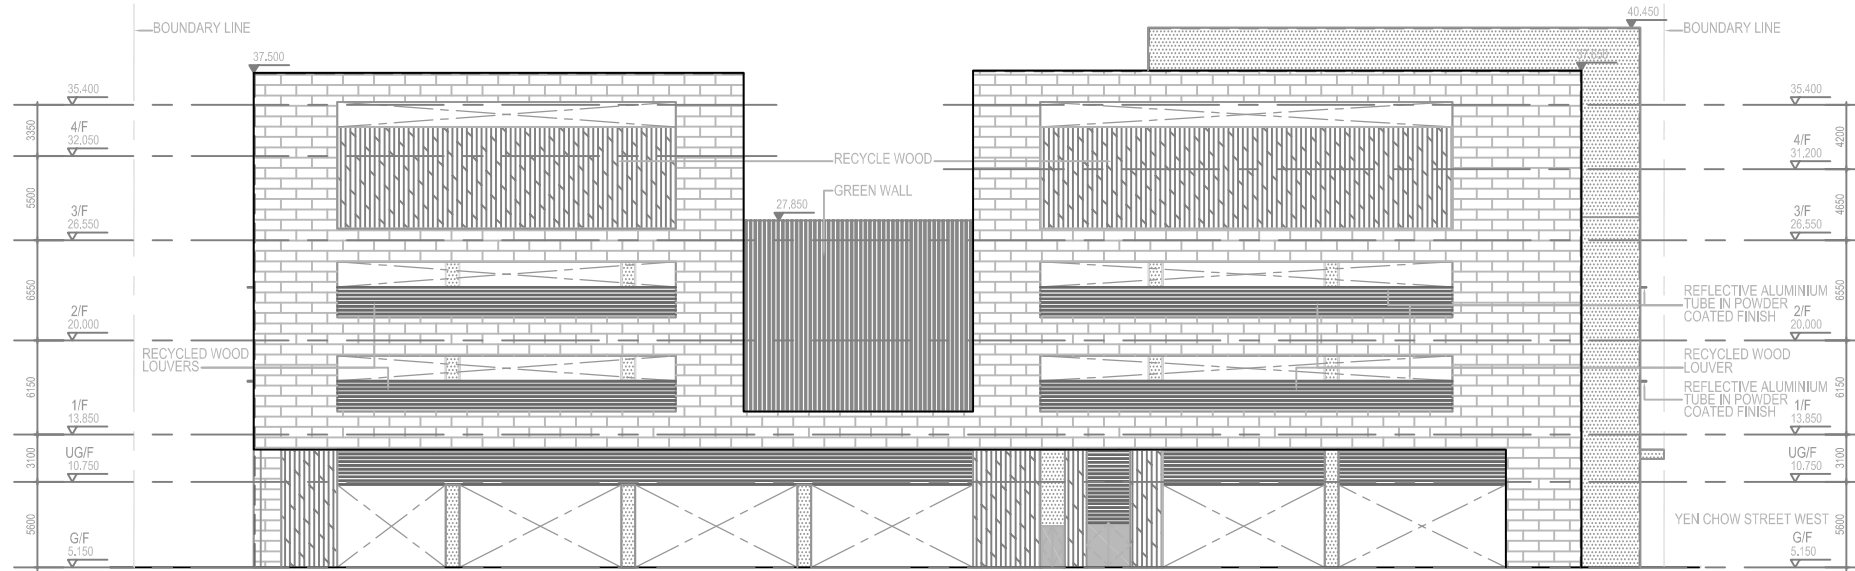 40.450
BOUNDARY LINE
BOUNDARY LINE
37.500
37.650
35.400
35.400
3350
4/F
32.050
4/F
31.200
4200
RECYCLE WOOD
GREEN WALL
5500
27.850
3/F
26.550
3/F
26.550
4650
6550
REFLECTIVE ALUMINIUM
TUBE IN POWDER
COATED FINISH
6550
2/F
20.000
2/F
20.000
RECYCLED WOOD
LOUVERS
RECYCLED WOOD
LOUVER
6150
REFLECTIVE ALUMINIUM
TUBE IN POWDER
COATED FINISH
6150
1/F
13.850
1/F
13.850
3100
UG/F
10.750
UG/F
10.750
3100
5600
YEN CHOW STREET WEST
5600
G/F
5.150
G/F
5.150